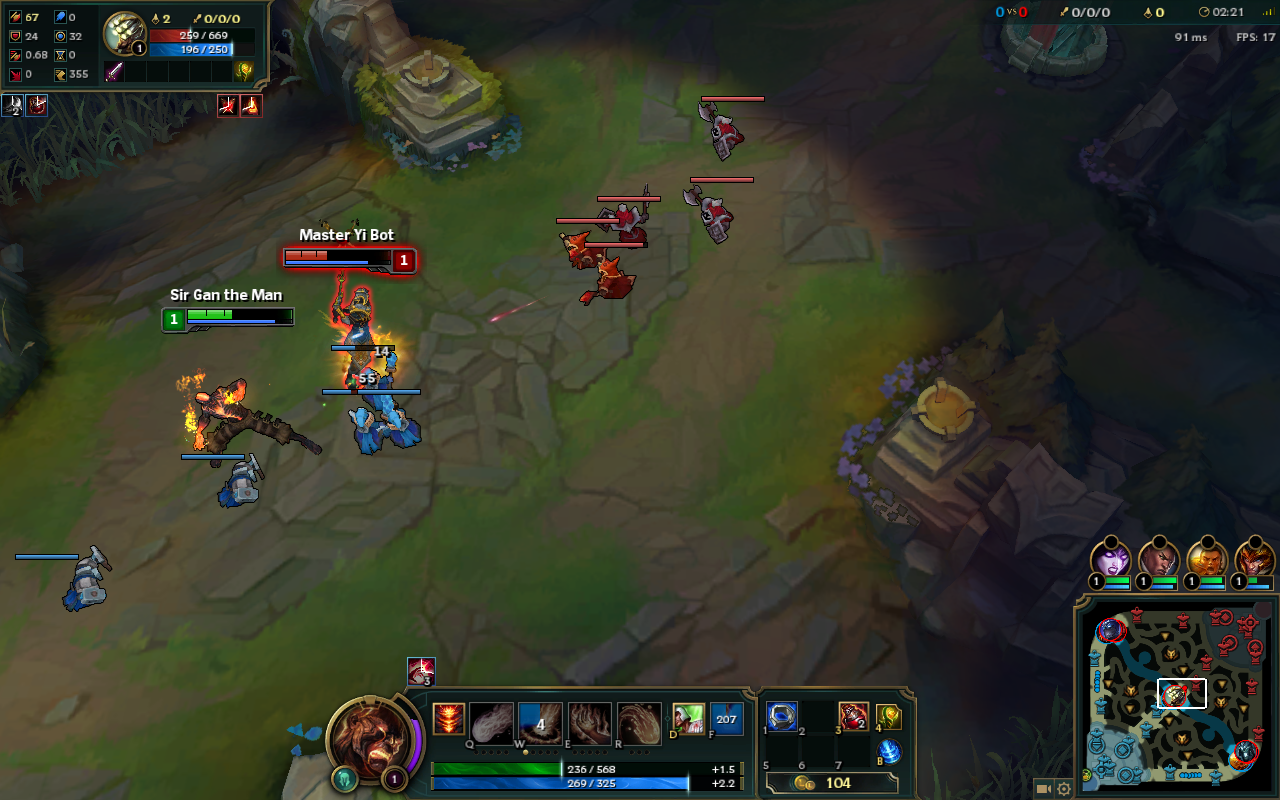 67 0 2 0/0/0
24 32 259 / 669
0.68 0 1 196 / 250
0 355
2
0 vs 0 0/0/0 0 02:21
91 ms FPS: 17
Master Yi Bot
1
Sir Gan the Man
1
14
55
1 1 1 1
3
4 2 207
Q W E R D F
1 2 3 4
5 6 7 B
1
236 / 568 +1.5
269 / 325 +2.2
104